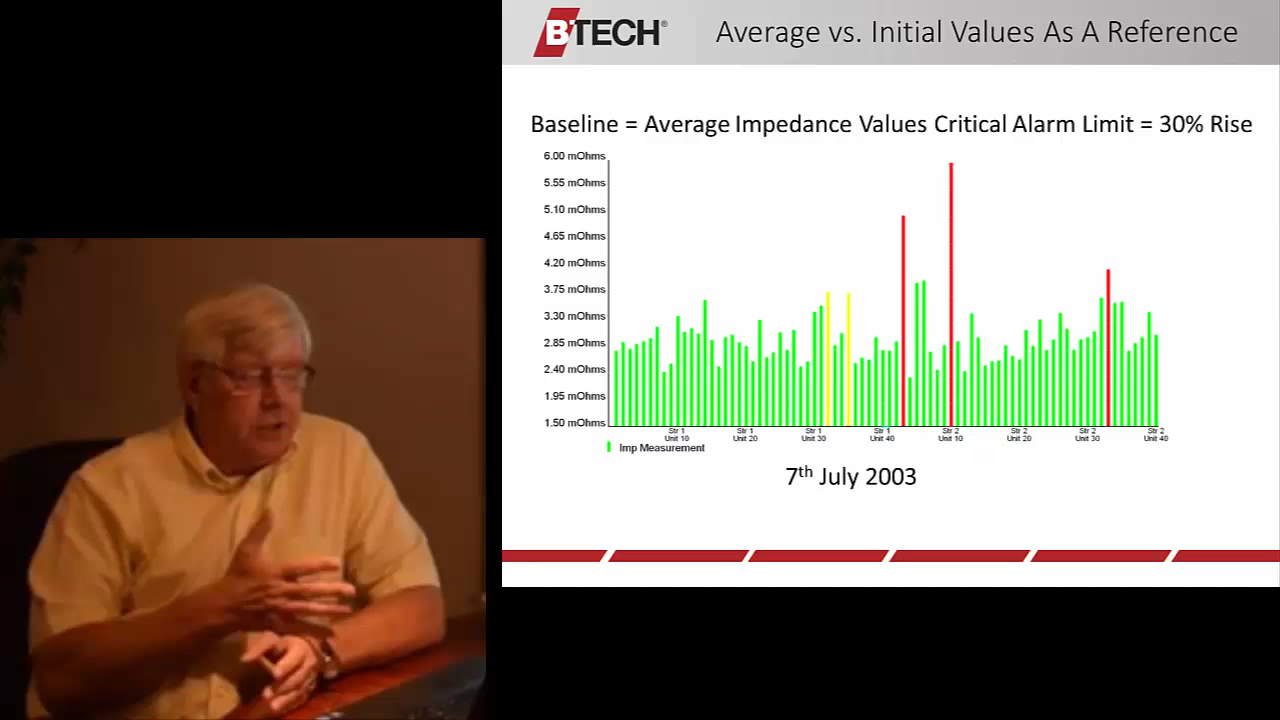 BTECH®
Average vs. Initial Values As A Reference
Baseline = Average Impedance Values Critical Alarm Limit = 30% Rise
6.00 mOhms
5.55 mOhms
5.10 mOhms
4.65 mOhms
4.20 mOhms
3.75 mOhms
3.30 mOhms
2.85 mOhms
2.40 mOhms
1.95 mOhms
1.50 mOhms
Str 1 Str 1 Str 1 Str 1 Str 2 Str 2 Str 2 Str 2
Unit 10 Unit 20 Unit 30 Unit 40 Unit 10 Unit 20 Unit 30 Unit 40
Imp Measurement
7th July 2003